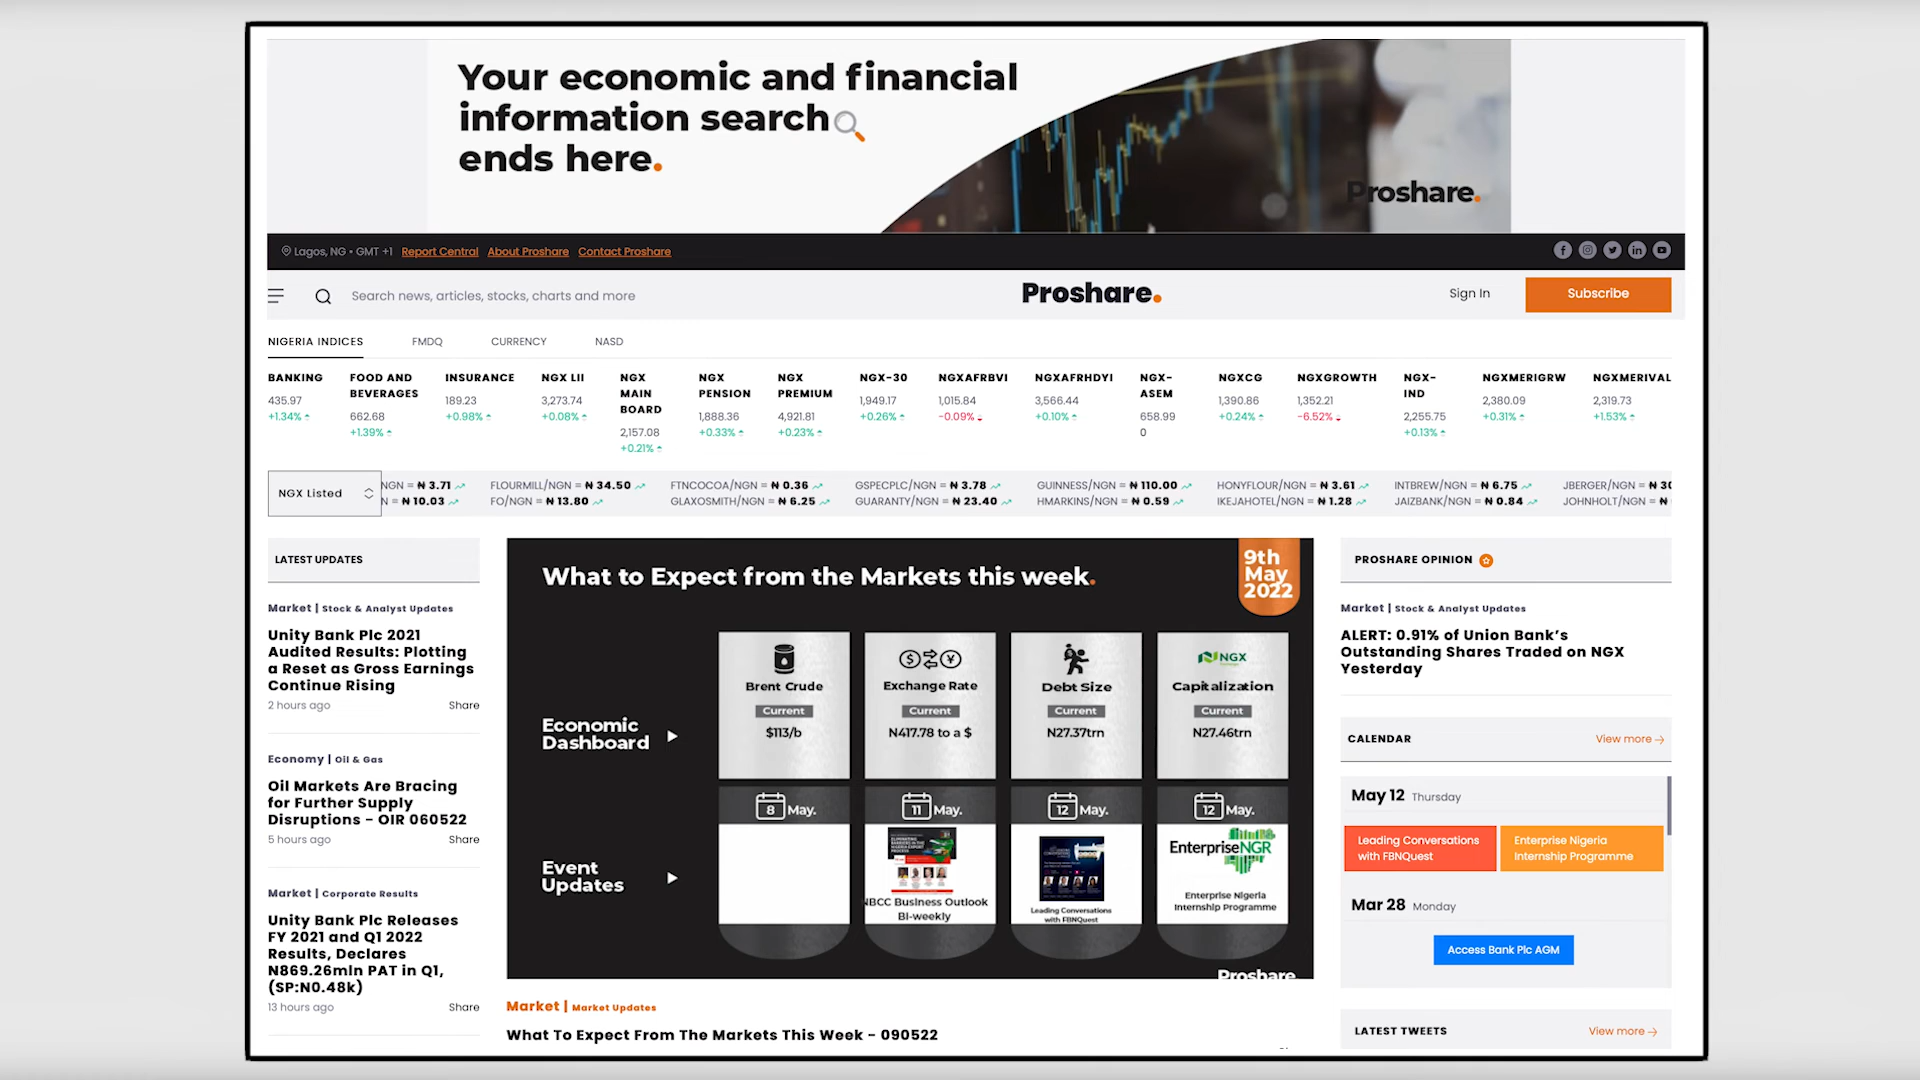 Your economic and financial
information search
ends here.
Proshare.
Lagos, NG • GMT +1 Report Central About Proshare Contact Proshare
Search news, articles, stocks, charts and more
Proshare.
Sign In
Subscribe
NIGERIA INDICES FMDQ CURRENCY NASD
BANKING
435.97
+1.34%
FOOD AND
BEVERAGES
662.68
+1.39%
INSURANCE
189.23
+0.98%
NGX LII
3,273.74
+0.08%
NGX
MAIN
BOARD
2,157.08
+0.21%
NGX
PENSION
1,888.36
+0.33%
NGX
PREMIUM
4,921.81
+0.23%
NGX-30
1,949.17
+0.26%
NGXAFRBVI
1,015.84
-0.09%
NGXAFRHDYI
3,566.44
+0.10%
NGX-
ASEM
658.99
0
NGXCG
1,390.86
+0.24%
NGXGROWTH
1,352.21
-6.52%
NGX-
IND
2,255.75
+0.13%
NGXMERIGRW
2,380.09
+0.31%
NGXMERIVAL
2,319.73
+1.53%
NGX Listed
NGN = ₦ 3.71 FLOURMILL/NGN = ₦ 34.50 FTNCOCOA/NGN = ₦ 0.36 GSPECPLC/NGN = ₦ 3.78 GUINNESS/NGN = ₦ 110.00 HONYFLOUR/NGN = ₦ 3.61 INTBREW/NGN = ₦ 6.75 JBERGER/NGN = ₦ 30
N = ₦ 10.03 FO/NGN = ₦ 13.80 GLAXOSMITH/NGN = ₦ 6.25 GUARANTY/NGN = ₦ 23.40 HMARKINS/NGN = ₦ 0.59 IKEJAHOTEL/NGN = ₦ 1.28 JAIZBANK/NGN = ₦ 0.84 JOHNHOLT/NGN = ₦
LATEST UPDATES
Market | Stock & Analyst Updates
Unity Bank Plc 2021
Audited Results: Plotting
a Reset as Gross Earnings
Continue Rising
2 hours ago Share
Economy | Oil & Gas
Oil Markets Are Bracing
for Further Supply
Disruptions - OIR 060522
5 hours ago Share
Market | Corporate Results
Unity Bank Plc Releases
FY 2021 and Q1 2022
Results, Declares
N869.26mln PAT in Q1,
(SP:N0.48k)
13 hours ago Share
What to Expect from the Markets this week.
9th
May
2022
Economic
Dashboard
Brent Crude
Current
$113/b
Exchange Rate
Current
N417.78 to a $
Debt Size
Current
N27.37trn
NGX
Capitalization
Current
N27.46trn
Event
Updates
8 May.
11 May.
NBCC Business Outlook
Bi-weekly
12 May.
Leading Conversations
with FBNQuest
12 May.
EnterpriseNGR
Enterprise Nigeria
Internship Programme
Proshare
Market | Market Updates
What To Expect From The Markets This Week - 090522
PROSHARE OPINION
Market | Stock & Analyst Updates
ALERT: 0.91% of Union Bank's
Outstanding Shares Traded on NGX
Yesterday
CALENDAR View more
May 12 Thursday
Leading Conversations
with FBNQuest
Enterprise Nigeria
Internship Programme
Mar 28 Monday
Access Bank Plc AGM
LATEST TWEETS View more